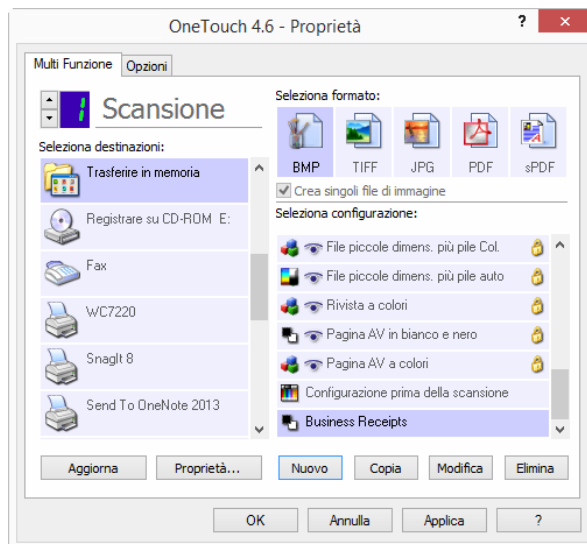 OneTouch 4.6 - Proprietà
?
×
Multi Funzione
Opzioni
1
Scansione
Seleziona destinazioni:
Trasferire in memoria
Registrare su CD-ROM E:
Fax
WC7220
SnagIt 8
Send To OneNote 2013
Aggiorna
Proprietà...
Seleziona formato:
BMP
TIFF
JPG
PDF
sPDF
Crea singoli file di immagine
Seleziona configurazione:
File piccole dimens. più pile Col.
File piccole dimens. più pile auto
Rivista a colori
Pagina AV in bianco e nero
Pagina AV a colori
Configurazione prima della scansione
Business Receipts
Nuovo
Copia
Modifica
Elimina
OK
Annulla
Applica
?